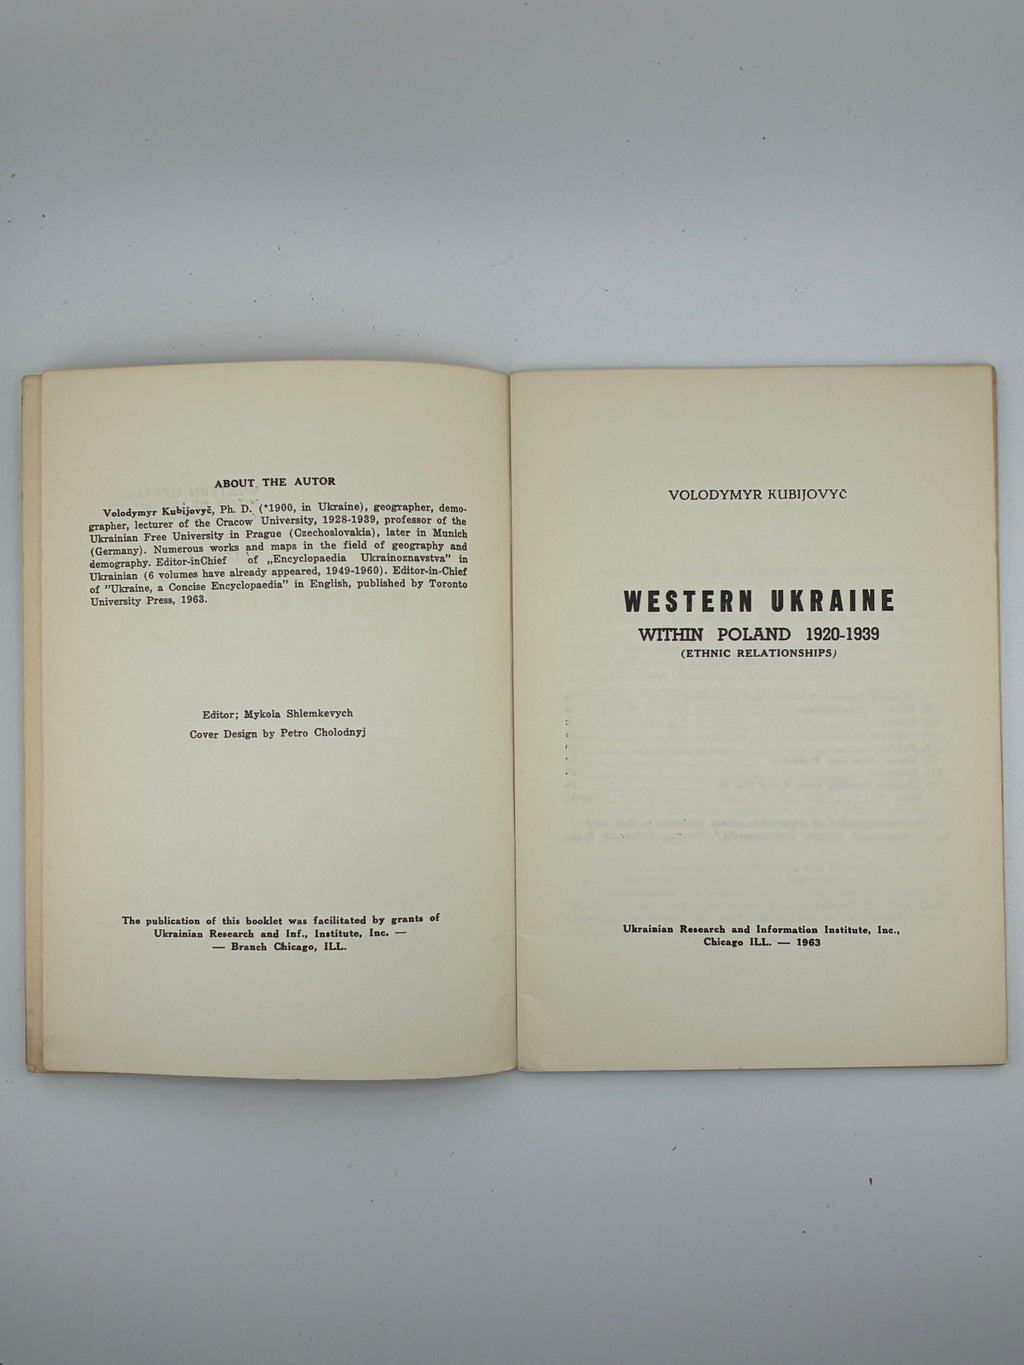 ABOUT THE AUTOR
Volodymyr Kubijovyč, Ph. D. (*1900, in Ukraine), geographer, demo-
grapher, lecturer of the Cracow University, 1928-1939, professor of the
Ukrainian Free University in Prague (Czechoslovakia), later in Munich
(Germany). Numerous works and maps in the field of geography and
demography. Editor-inChief of „Encyclopaedia Ukrainoznavstva" in
Ukrainian (6 volumes have already appeared, 1949-1960). Editor-in-Chief
of "Ukraine, a Concise Encyclopaedia" in English, published by Toronto
University Press, 1963.
Editor; Mykola Shlemkevych
Cover Design by Petro Cholodnyj
The publication of this booklet was facilitated by grants of
Ukrainian Research and Inf., Institute, Inc. —
— Branch Chicago, ILL.
VOLODYMYR KUBIJOVYČ
WESTERN UKRAINE
WITHIN POLAND 1920-1939
(ETHNIC RELATIONSHIPS)
Ukrainian Research and Information Institute, Inc.,
Chicago ILL. — 1963